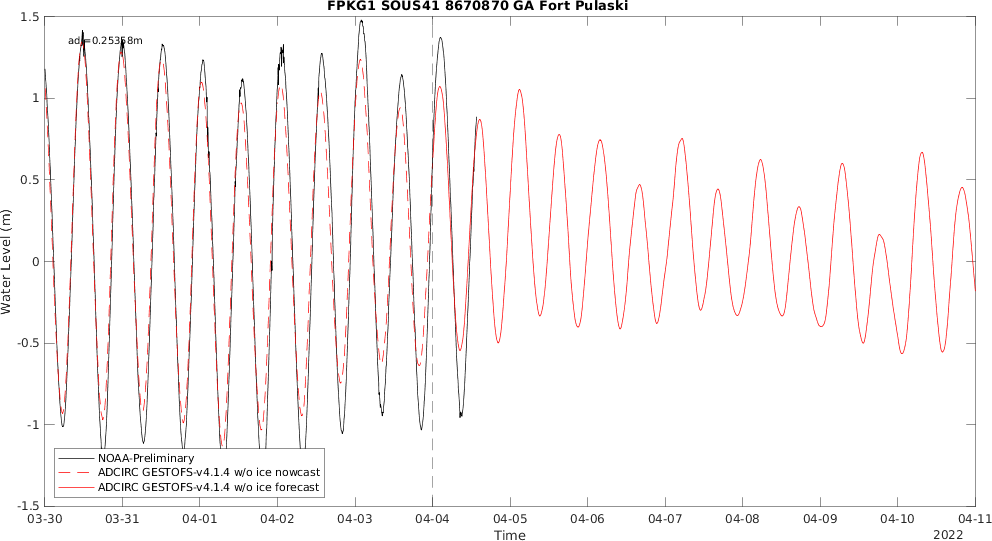 FPKG1 SOUS41 8670870 GA Fort Pulaski
adj=0.25358m
1.5
1
0.5
0
-0.5
-1
-1.5
Water Level (m)
NOAA-Preliminary
ADCIRC GESTOFS-v4.1.4 w/o ice nowcast
ADCIRC GESTOFS-v4.1.4 w/o ice forecast
03-30 03-31 04-01 04-02 04-03 04-04 04-05 04-06 04-07 04-08 04-09 04-10 04-11
Time
2022